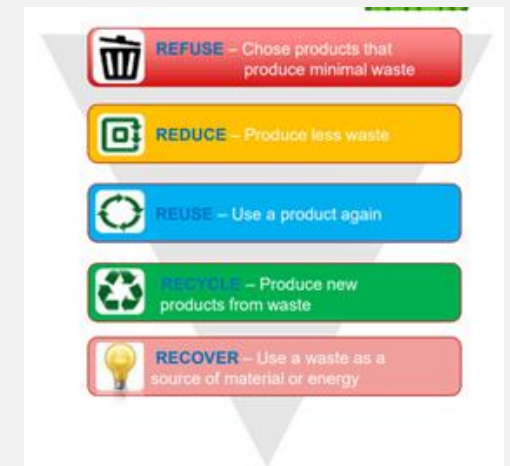 REFUSE – Chose products that
produce minimal waste
REDUCE – Produce less waste
REUSE – Use a product again
RECYCLE – Produce new
products from waste
RECOVER – Use a waste as a
source of material or energy